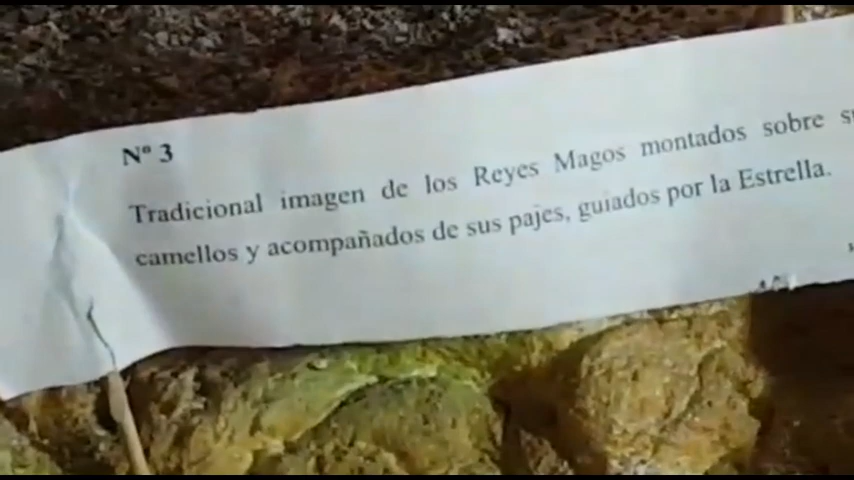 Nº 3
Tradicional imagen de los Reyes Magos montados sobre
camellos y acompañados de sus pajes, guiados por la Estrella.